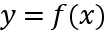 y = f(x)